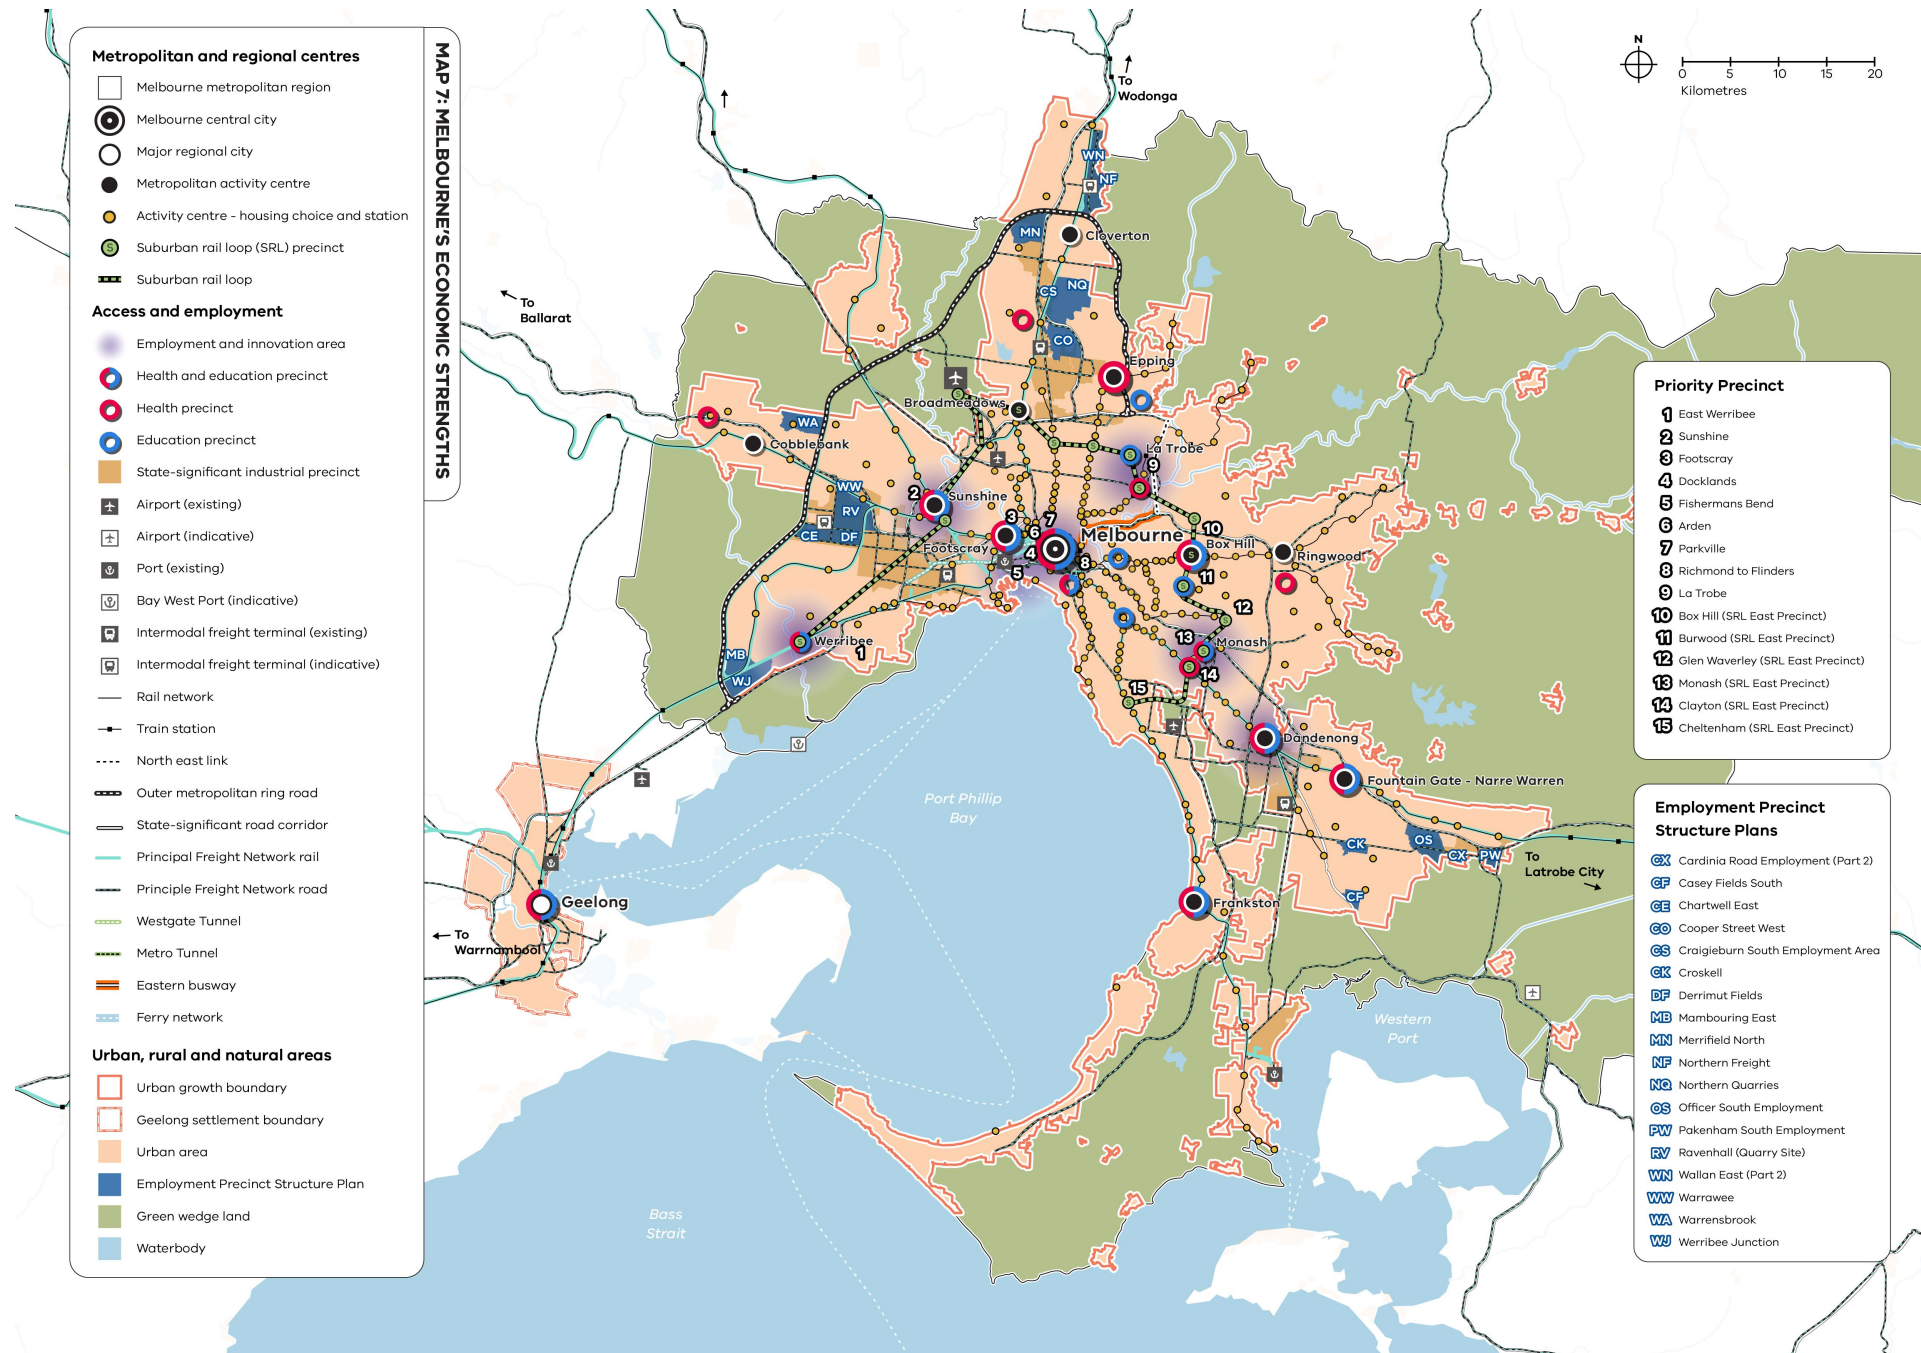 MAP 7: MELBOURNE'S ECONOMIC STRENGTHS
Metropolitan and regional centres
Melbourne metropolitan region
Melbourne central city
Major regional city
Metropolitan activity centre
Activity centre - housing choice and station
S Suburban rail loop (SRL) precinct
Suburban rail loop
Access and employment
Employment and innovation area
Health and education precinct
Health precinct
Education precinct
State-significant industrial precinct
Airport (existing)
Airport (indicative)
Port (existing)
Bay West Port (indicative)
Intermodal freight terminal (existing)
Intermodal freight terminal (indicative)
Rail network
Train station
North east link
Outer metropolitan ring road
State-significant road corridor
Principal Freight Network rail
Principle Freight Network road
Westgate Tunnel
Metro Tunnel
Eastern busway
Ferry network
Urban, rural and natural areas
Urban growth boundary
Geelong settlement boundary
Urban area
Employment Precinct Structure Plan
Green wedge land
Waterbody
N
0 5 10 15 20
Kilometres
To
Wodonga
WN
NF
MN
Cloverton
CS
NQ
CO
To
Ballarat
Epping
Broadmeadows
S
S
WA
Cobblebank
S
S
S
La Trobe
9
S
WW
2
Sunshine
RV
S
CE
DF
S
3
7
6
Melbourne
10
Footscray
4
S
Box Hill
Ringwood
8
5
11
S
12
S
S
Werribee
1
13
Monash
S
MB
S
14
WJ
15
S
Dandenong
Fountain Gate - Narre Warren
Port Phillip
Bay
CK
OS
CX
PW
To
Latrobe City
CF
Geelong
Frankston
To
Warrnambool
Western
Port
Bass
Strait
Priority Precinct
1 East Werribee
2 Sunshine
3 Footscray
4 Docklands
5 Fishermans Bend
6 Arden
7 Parkville
8 Richmond to Flinders
9 La Trobe
10 Box Hill (SRL East Precinct)
11 Burwood (SRL East Precinct)
12 Glen Waverley (SRL East Precinct)
13 Monash (SRL East Precinct)
14 Clayton (SRL East Precinct)
15 Cheltenham (SRL East Precinct)
Employment Precinct
Structure Plans
CX Cardinia Road Employment (Part 2)
CF Casey Fields South
CE Chartwell East
CO Cooper Street West
CS Craigieburn South Employment Area
CK Croskell
DF Derrimut Fields
MB Mambouring East
MN Merrifield North
NF Northern Freight
NQ Northern Quarries
OS Officer South Employment
PW Pakenham South Employment
RV Ravenhall (Quarry Site)
WN Wallan East (Part 2)
WW Warrawee
WA Warrensbrook
WJ Werribee Junction